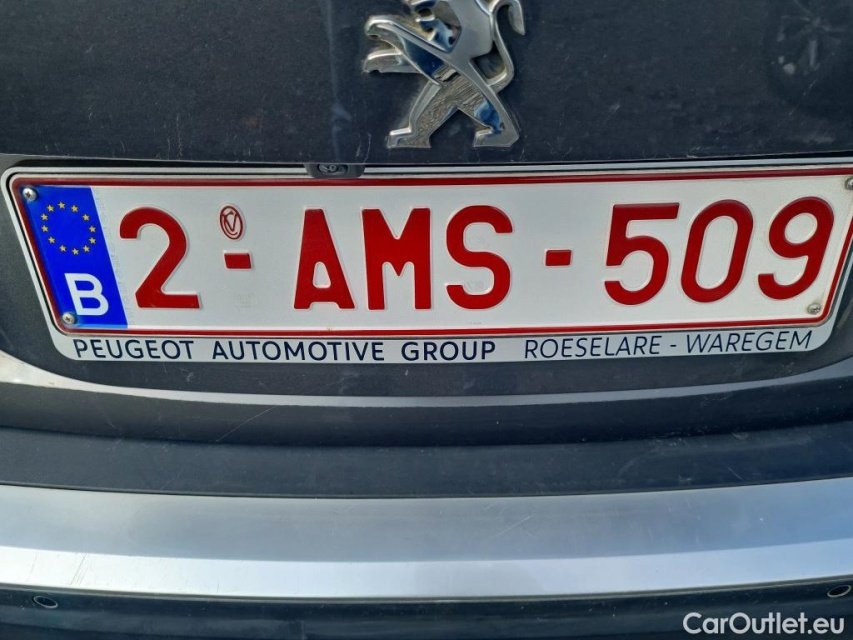 B 2-AMS-509
PEUGEOT AUTOMOTIVE GROUP ROESELARE - WAREGEM
CarOutlet.eu